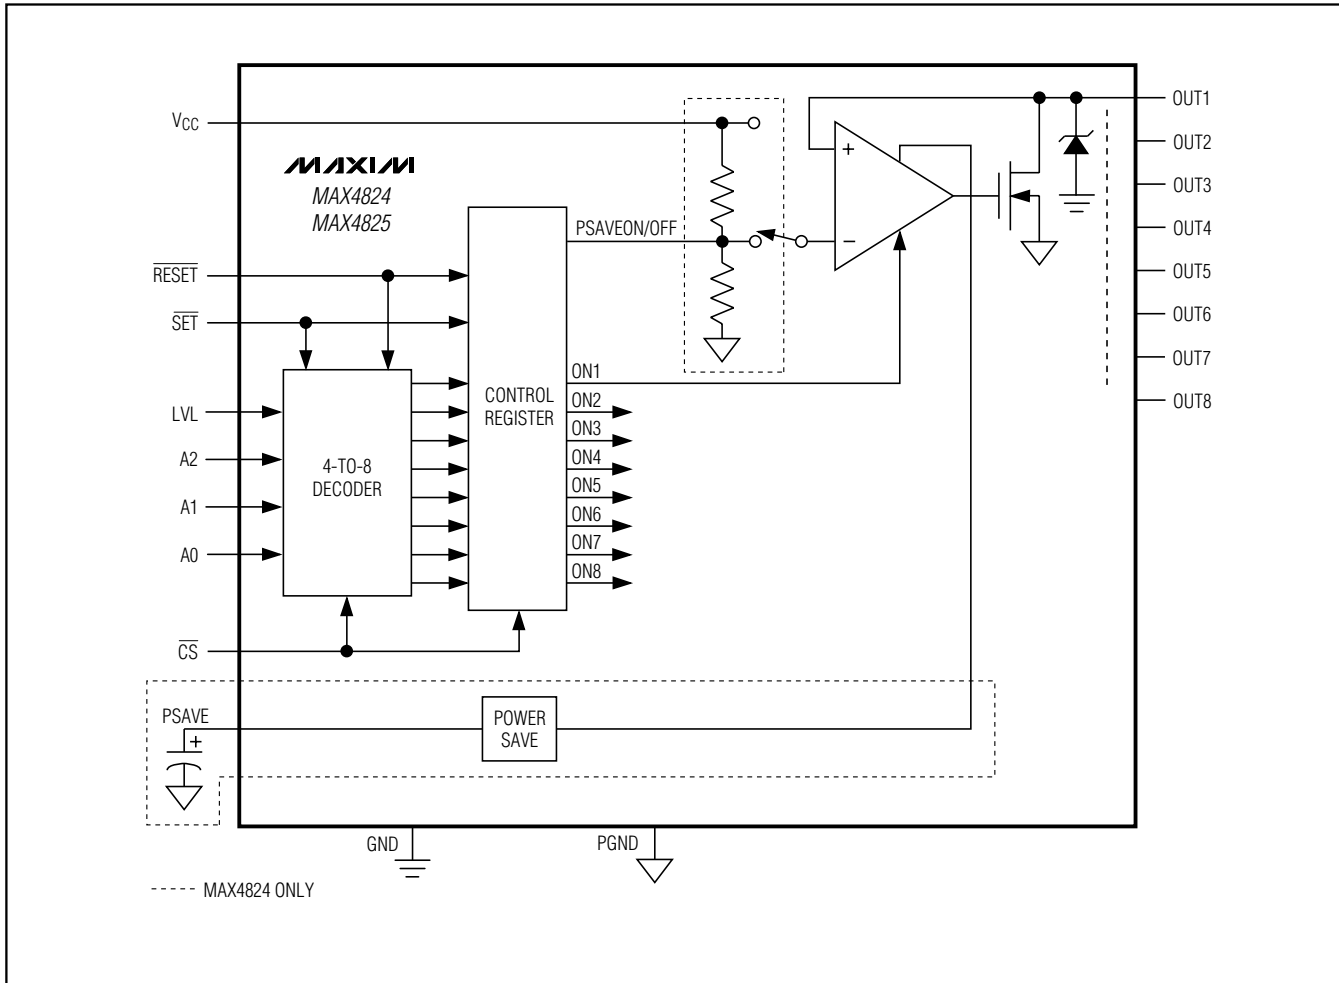 VCC
MAXIM
MAX4824
MAX4825
RESET
SET
LVL
A2
A1
A0
CS
4-TO-8
DECODER
CONTROL
REGISTER
PSAVEON/OFF
ON1
ON2
ON3
ON4
ON5
ON6
ON7
ON8
+
−
OUT1
OUT2
OUT3
OUT4
OUT5
OUT6
OUT7
OUT8
PSAVE
+
POWER
SAVE
GND
PGND
MAX4824 ONLY